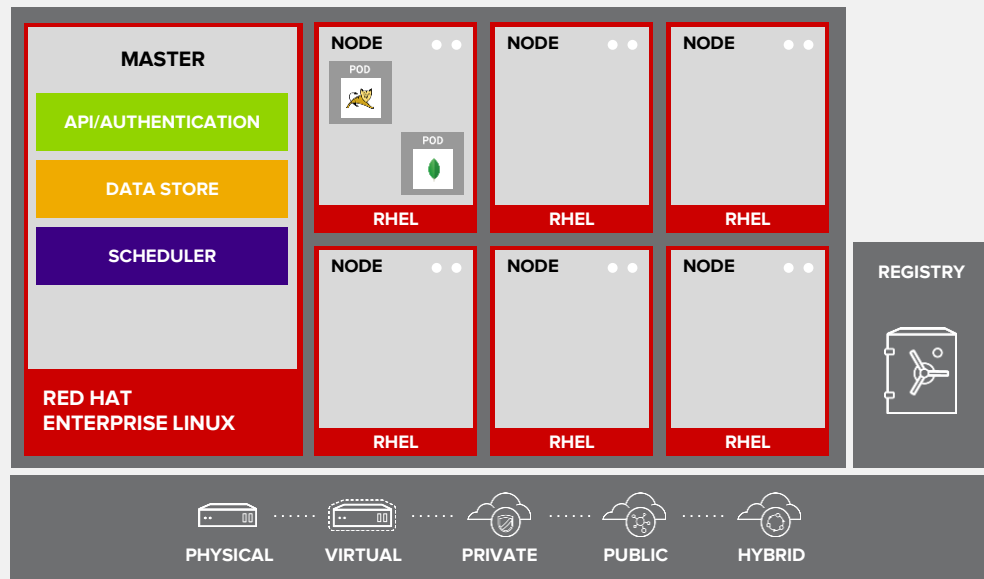 MASTER
API/AUTHENTICATION
DATA STORE
SCHEDULER
RED HAT
ENTERPRISE LINUX
NODE
POD
POD
RHEL
NODE
RHEL
NODE
RHEL
NODE
RHEL
NODE
RHEL
NODE
RHEL
REGISTRY
PHYSICAL
VIRTUAL
PRIVATE
PUBLIC
HYBRID